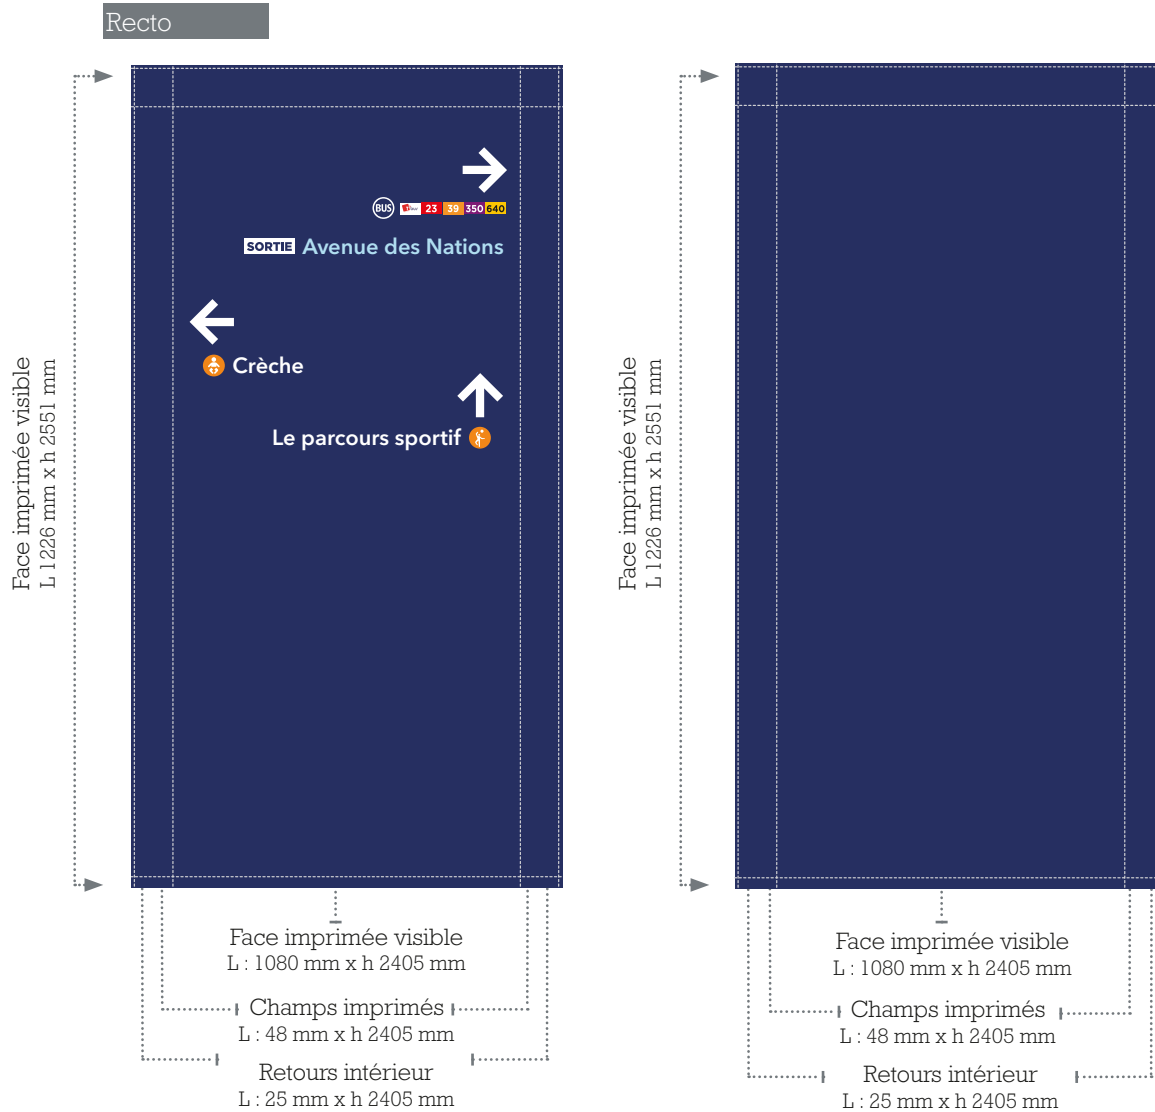 Recto
Face imprimée visible
L 1226 mm x h 2551 mm
BUS 23 39 350 640
SORTIE Avenue des Nations
Crèche
Le parcours sportif
Face imprimée visible
L : 1080 mm x h 2405 mm
Champs imprimés
L : 48 mm x h 2405 mm
Retours intérieur
L : 25 mm x h 2405 mm
Face imprimée visible
L 1226 mm x h 2551 mm
Face imprimée visible
L : 1080 mm x h 2405 mm
Champs imprimés
L : 48 mm x h 2405 mm
Retours intérieur
L : 25 mm x h 2405 mm